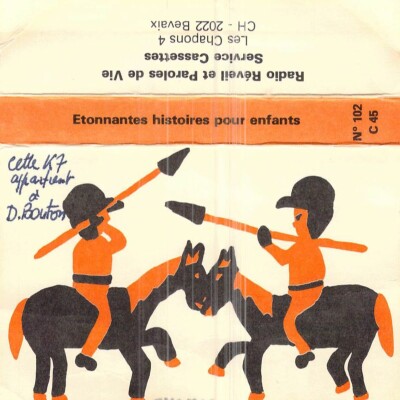 Radio Réveil et Paroles de Vie
Service Cassettes
Les Chapons 4
CH - 2022 Bevaix
Etonnantes histoires pour enfants
N° 102
C 45
cette K7
appartient
à
D. Bouton